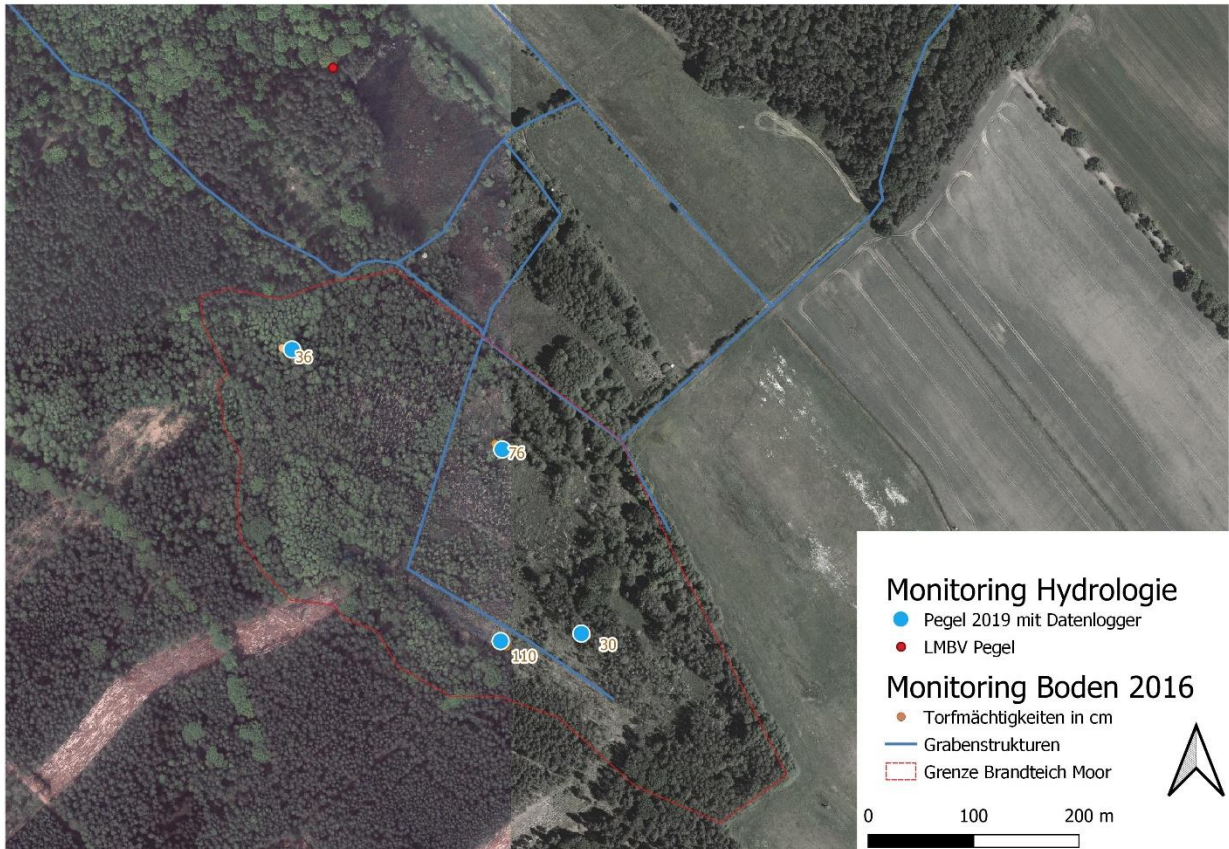 36
76
110
30
Monitoring Hydrologie
Pegel 2019 mit Datenlogger
LMBV Pegel
Monitoring Boden 2016
Torfmächtigkeiten in cm
Grabenstrukturen
Grenze Brandteich Moor
0 100 200 m